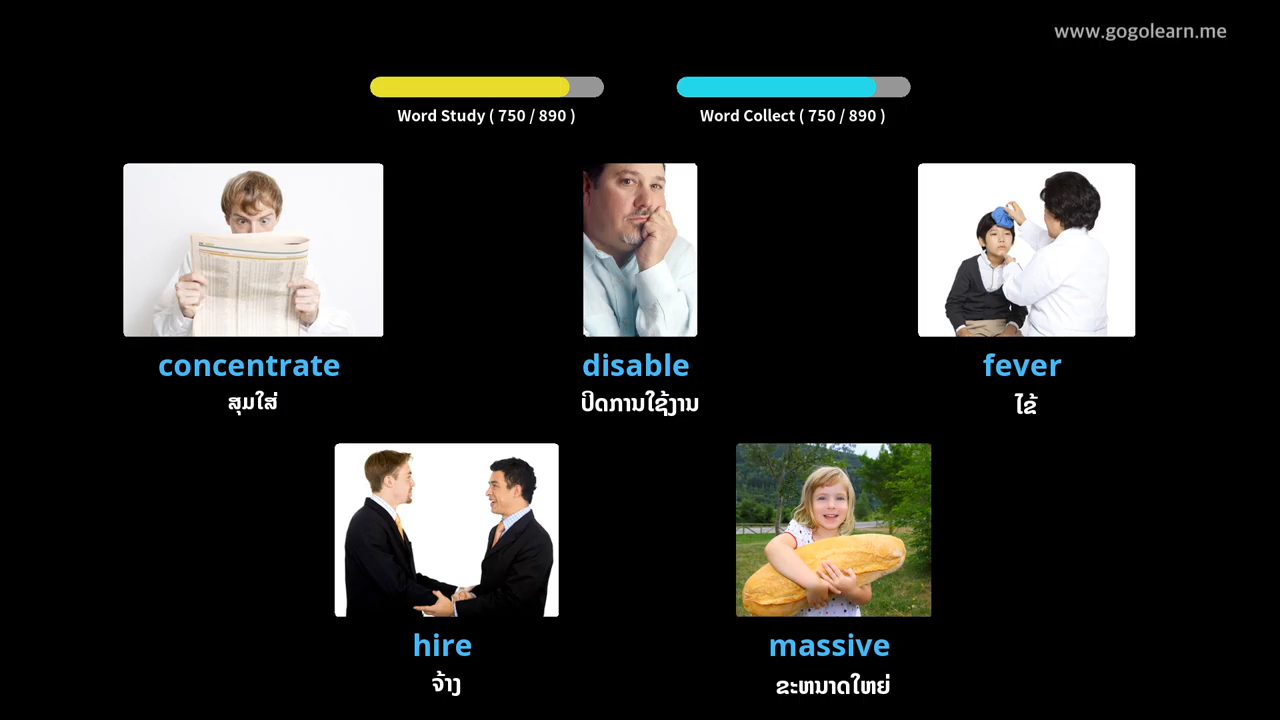 www.gogolearn.me
Word Study ( 750 / 890 )
Word Collect ( 750 / 890 )
concentrate
ສຸມໃສ່
disable
ປິດການໃຊ້ງານ
fever
ໄຂ້
hire
ຈ້າງ
massive
ຂະຫນາດໃຫຍ່